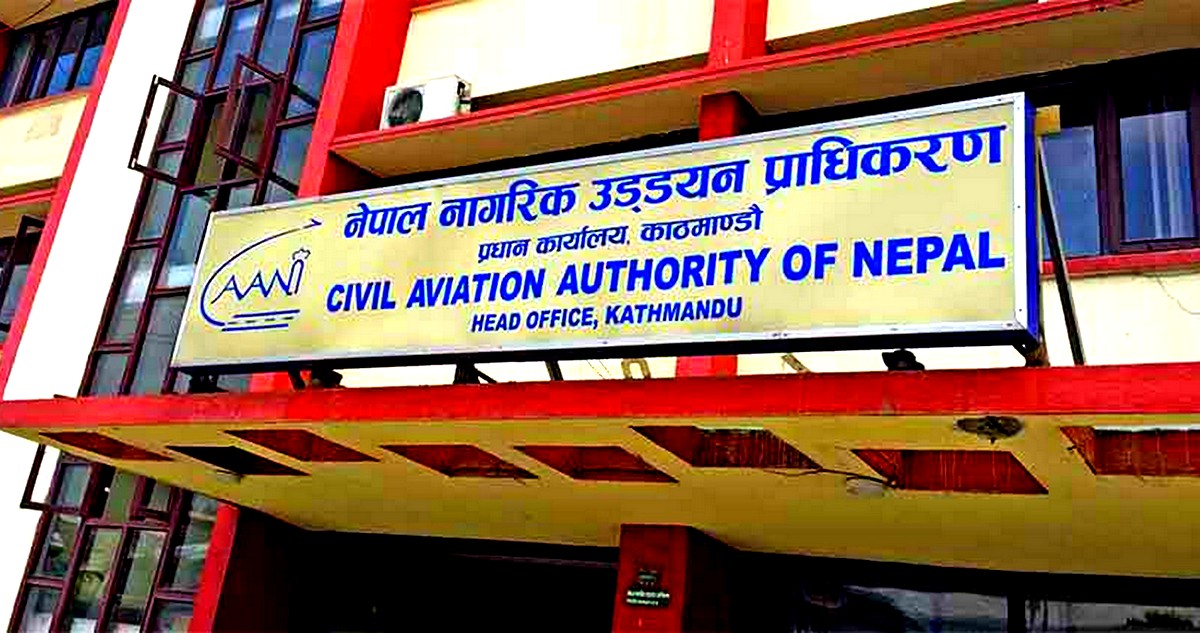 नेपाल नागरिक उड्डयन प्राधिकरण
प्रधान कार्यालय, काठमाण्डौ
CAAN
CIVIL AVIATION AUTHORITY OF NEPAL
HEAD OFFICE, KATHMANDU